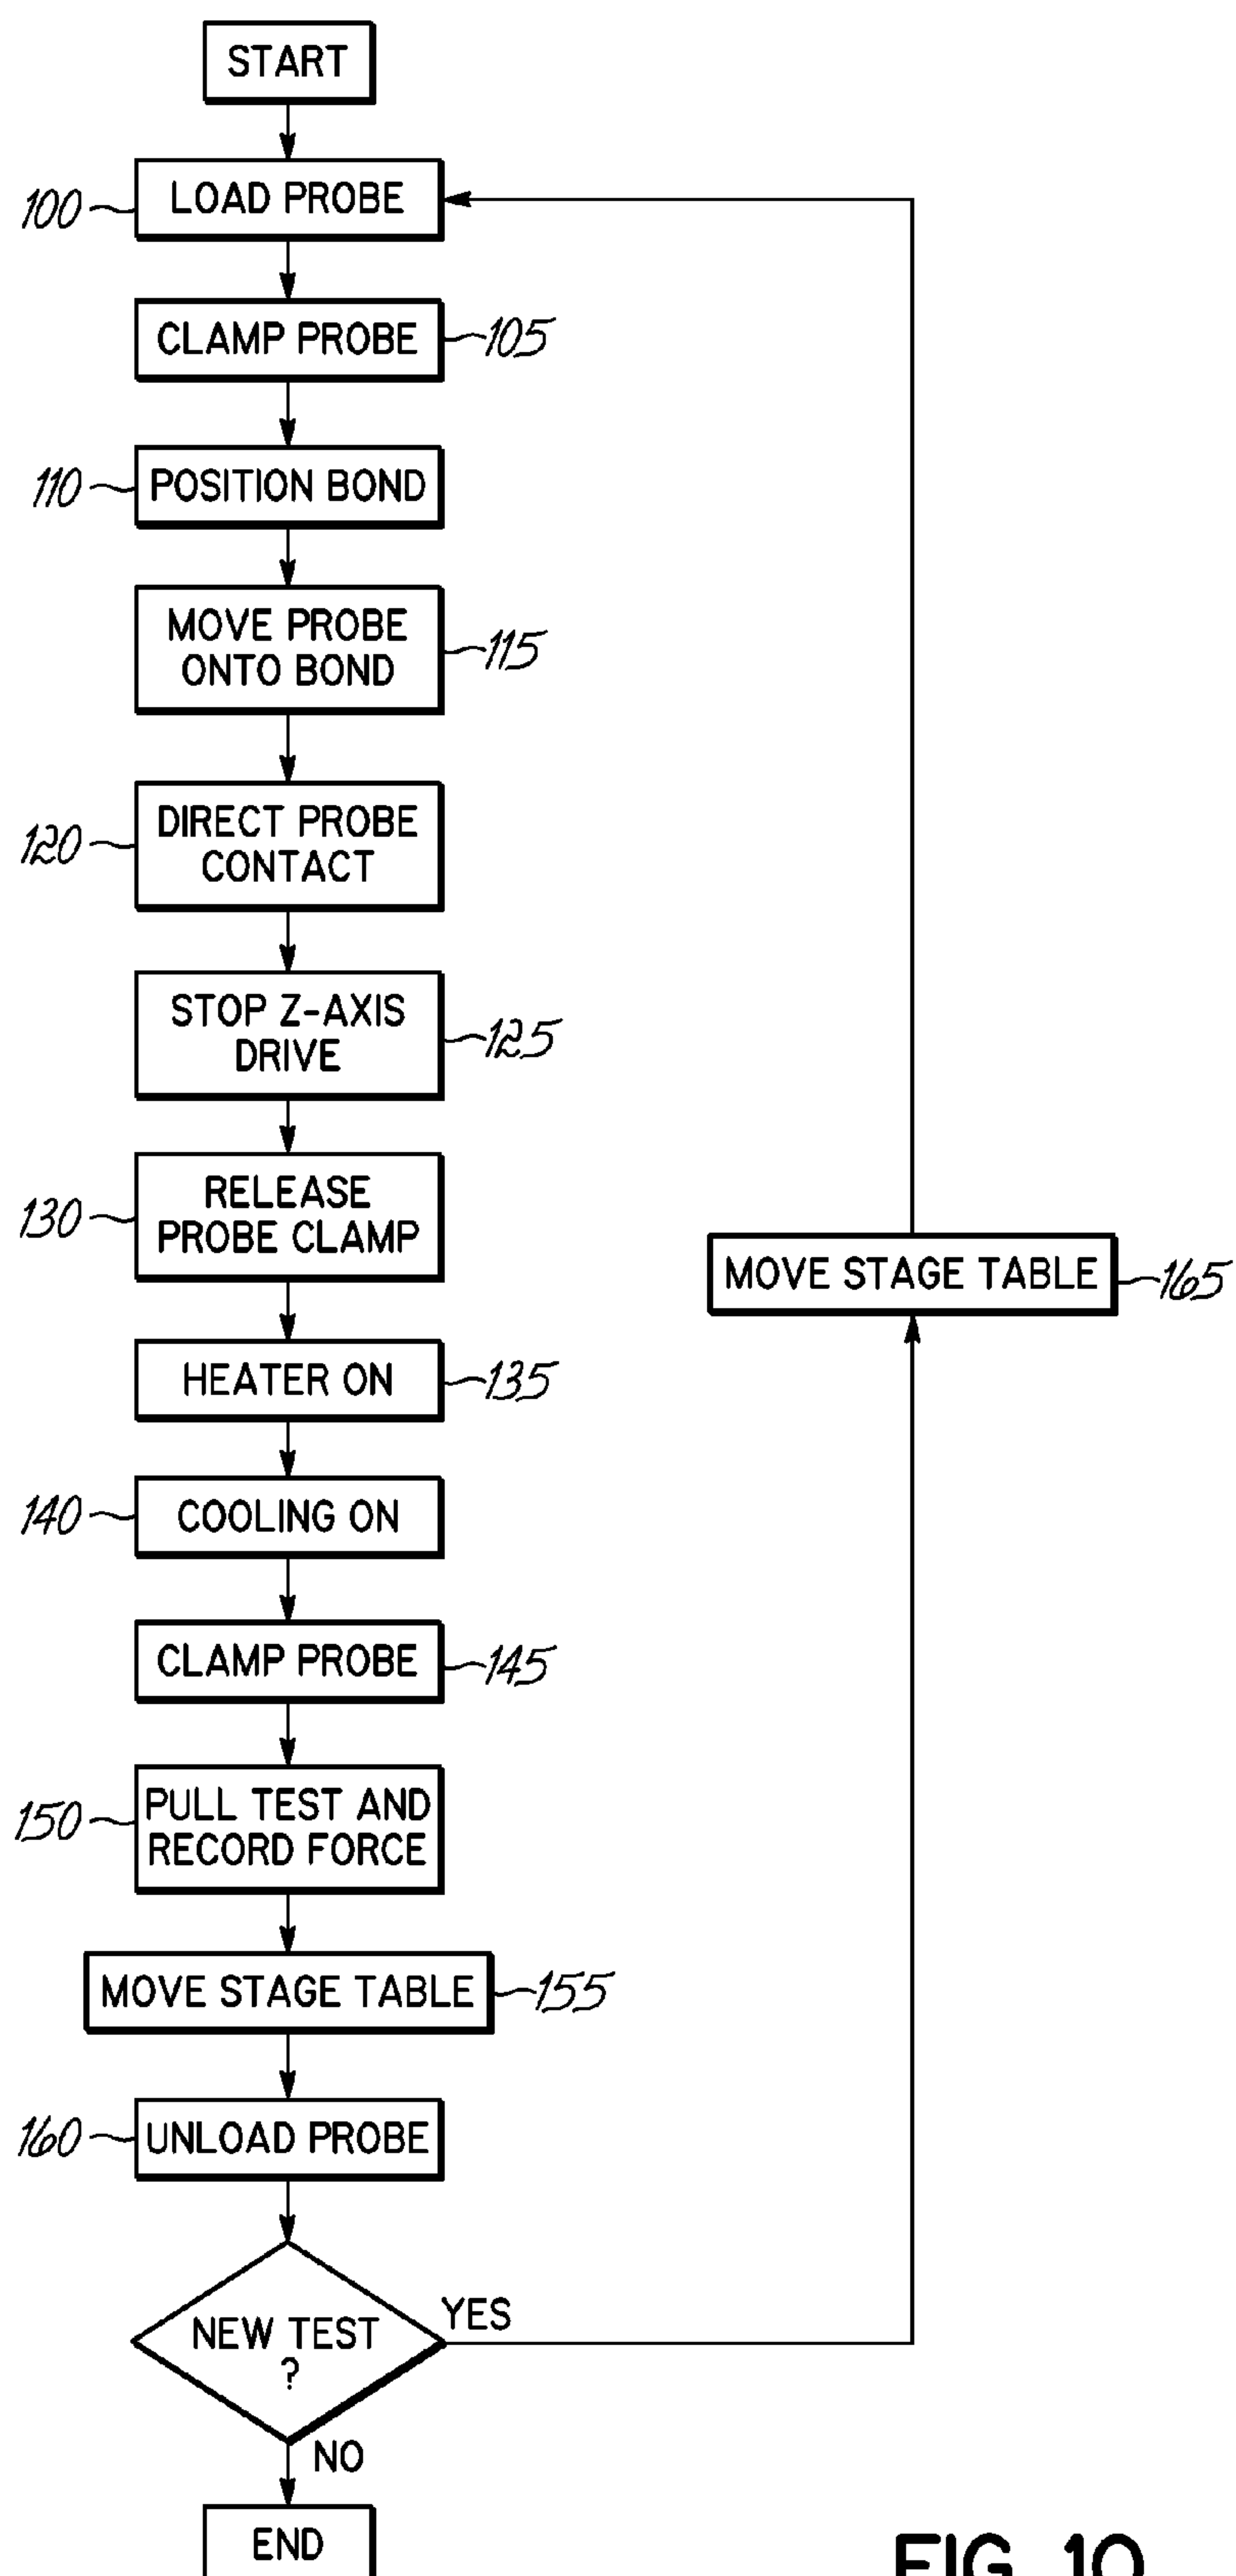 START
100
LOAD PROBE
CLAMP PROBE
105
110
POSITION BOND
MOVE PROBE
ONTO BOND
115
120
DIRECT PROBE
CONTACT
STOP Z-AXIS
DRIVE
125
130
RELEASE
PROBE CLAMP
MOVE STAGE TABLE
165
HEATER ON
135
140
COOLING ON
CLAMP PROBE
145
150
PULL TEST AND
RECORD FORCE
MOVE STAGE TABLE
155
160
UNLOAD PROBE
NEW TEST
?
YES
NO
END
FIG. 10